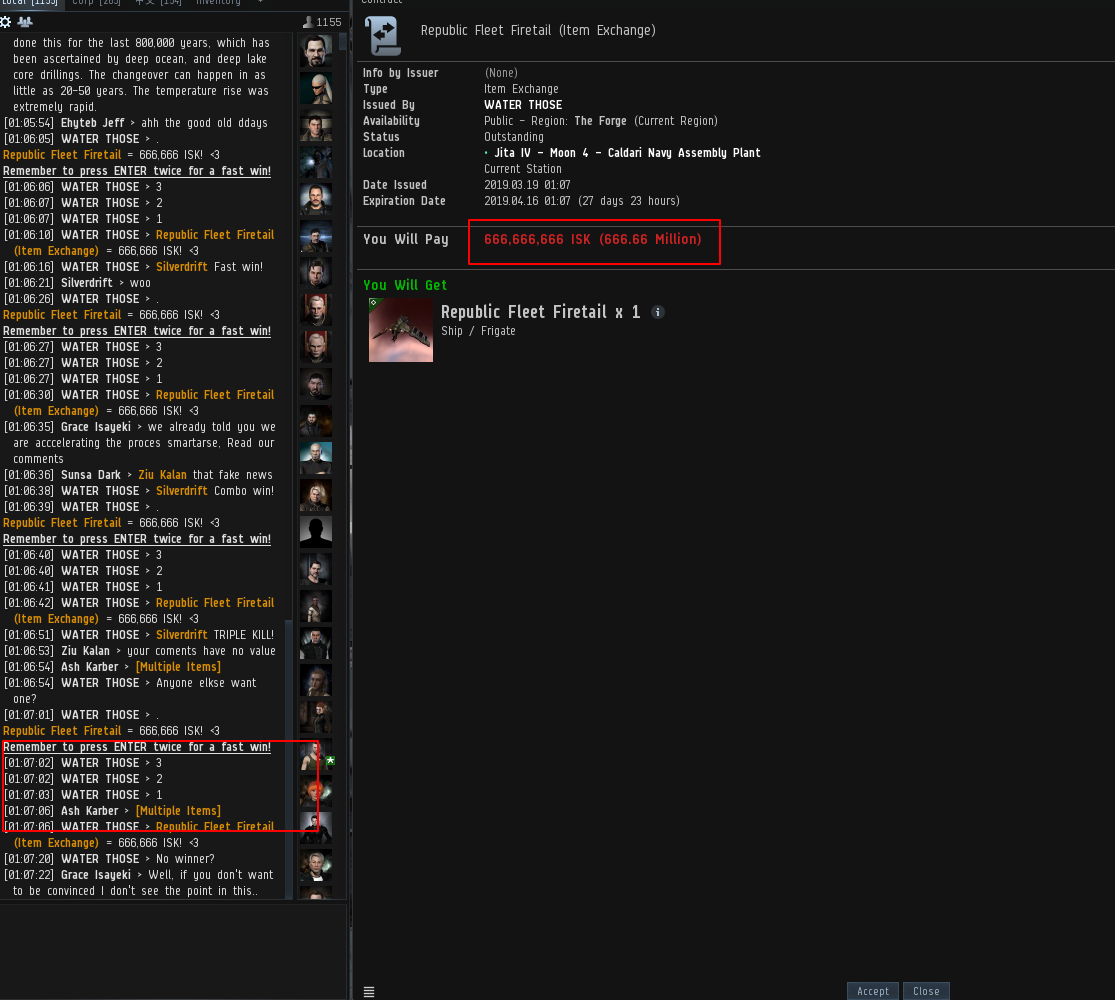 Local [1155] Corp [263] 中文 [154] Inventory +
1155
done this for the last 800,000 years, which has
been ascertained by deep ocean, and deep lake
core drillings. The changeover can happen in as
little as 20-50 years. The temperature rise was
extremely rapid.
[01:05:54] Ehyteb Jeff > ahh the good old ddays
[01:06:05] WATER THOSE > .
Republic Fleet Firetail = 666,666 ISK! <3
Remember to press ENTER twice for a fast win!
[01:06:06] WATER THOSE > 3
[01:06:07] WATER THOSE > 2
[01:06:07] WATER THOSE > 1
[01:06:10] WATER THOSE > Republic Fleet Firetail
(Item Exchange) = 666,666 ISK! <3
[01:06:16] WATER THOSE > Silverdrift Fast win!
[01:06:21] Silverdrift > woo
[01:06:26] WATER THOSE > .
Republic Fleet Firetail = 666,666 ISK! <3
Remember to press ENTER twice for a fast win!
[01:06:27] WATER THOSE > 3
[01:06:27] WATER THOSE > 2
[01:06:27] WATER THOSE > 1
[01:06:30] WATER THOSE > Republic Fleet Firetail
(Item Exchange) = 666,666 ISK! <3
[01:06:35] Grace Isayeki > we already told you we
are acccelerating the proces smartarse, Read our
comments
[01:06:36] Sunsa Dark > Ziu Kalan that fake news
[01:06:38] WATER THOSE > Silverdrift Combo win!
[01:06:39] WATER THOSE > .
Republic Fleet Firetail = 666,666 ISK! <3
Remember to press ENTER twice for a fast win!
[01:06:40] WATER THOSE > 3
[01:06:40] WATER THOSE > 2
[01:06:41] WATER THOSE > 1
[01:06:42] WATER THOSE > Republic Fleet Firetail
(Item Exchange) = 666,666 ISK! <3
[01:06:51] WATER THOSE > Silverdrift TRIPLE KILL!
[01:06:53] Ziu Kalan > your coments have no value
[01:06:54] Ash Karber > [Multiple Items]
[01:06:54] WATER THOSE > Anyone elkse want
one?
[01:07:01] WATER THOSE > .
Republic Fleet Firetail = 666,666 ISK! <3
Remember to press ENTER twice for a fast win!
[01:07:02] WATER THOSE > 3
[01:07:02] WATER THOSE > 2
[01:07:03] WATER THOSE > 1
[01:07:06] Ash Karber > [Multiple Items]
[01:07:06] WATER THOSE > Republic Fleet Firetail
(Item Exchange) = 666,666 ISK! <3
[01:07:20] WATER THOSE > No winner?
[01:07:22] Grace Isayeki > Well, if you don't want
to be convinced I don't see the point in this..
Contract
Republic Fleet Firetail (Item Exchange)
Info by Issuer (None)
Type Item Exchange
Issued By WATER THOSE
Availability Public - Region: The Forge (Current Region)
Status Outstanding
Location • Jita IV - Moon 4 - Caldari Navy Assembly Plant
Current Station
Date Issued 2019.03.19 01:07
Expiration Date 2019.04.16 01:07 (27 days 23 hours)
You Will Pay 666,666,666 ISK (666.66 Million)
You Will Get
Republic Fleet Firetail x 1
Ship / Frigate
Accept Close